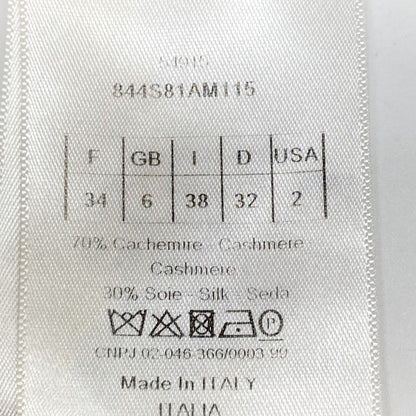 54915
844S81AM115
F GB I D USA
34 6 38 32 2
70% Cachemire - Cashmere
Cashmere
30% Soie - Silk - Seda
P
CNPJ 02-046-366/0003-99
Made In ITALY
ITALIA